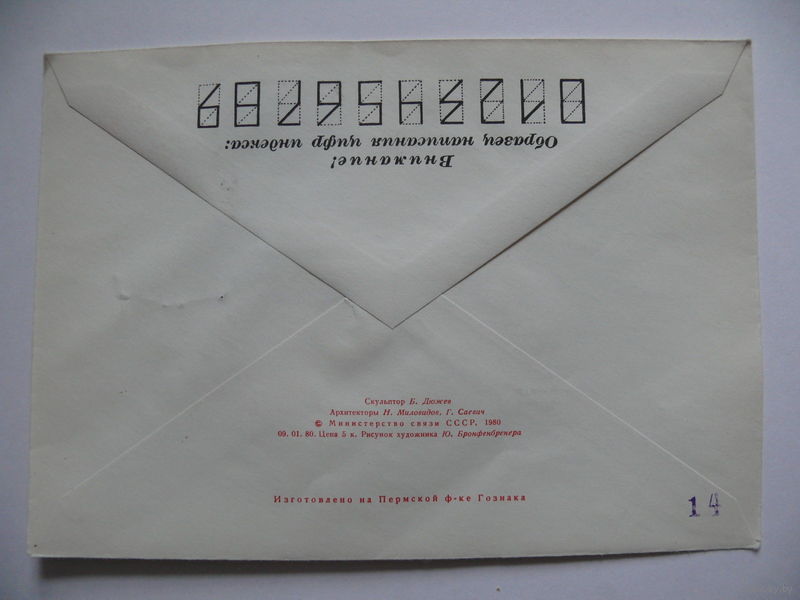 Внимание!
Образец написания цифр индекса:
0123456789
Скульптор Б. Дюжев
Архитекторы Н. Миловидов, Г. Саевич
© Министерство связи СССР, 1980
09. 01. 80. Цена 5 к. Рисунок художника Ю. Бронфенбренера
Изготовлено на Пермской ф-ке Гознака
14